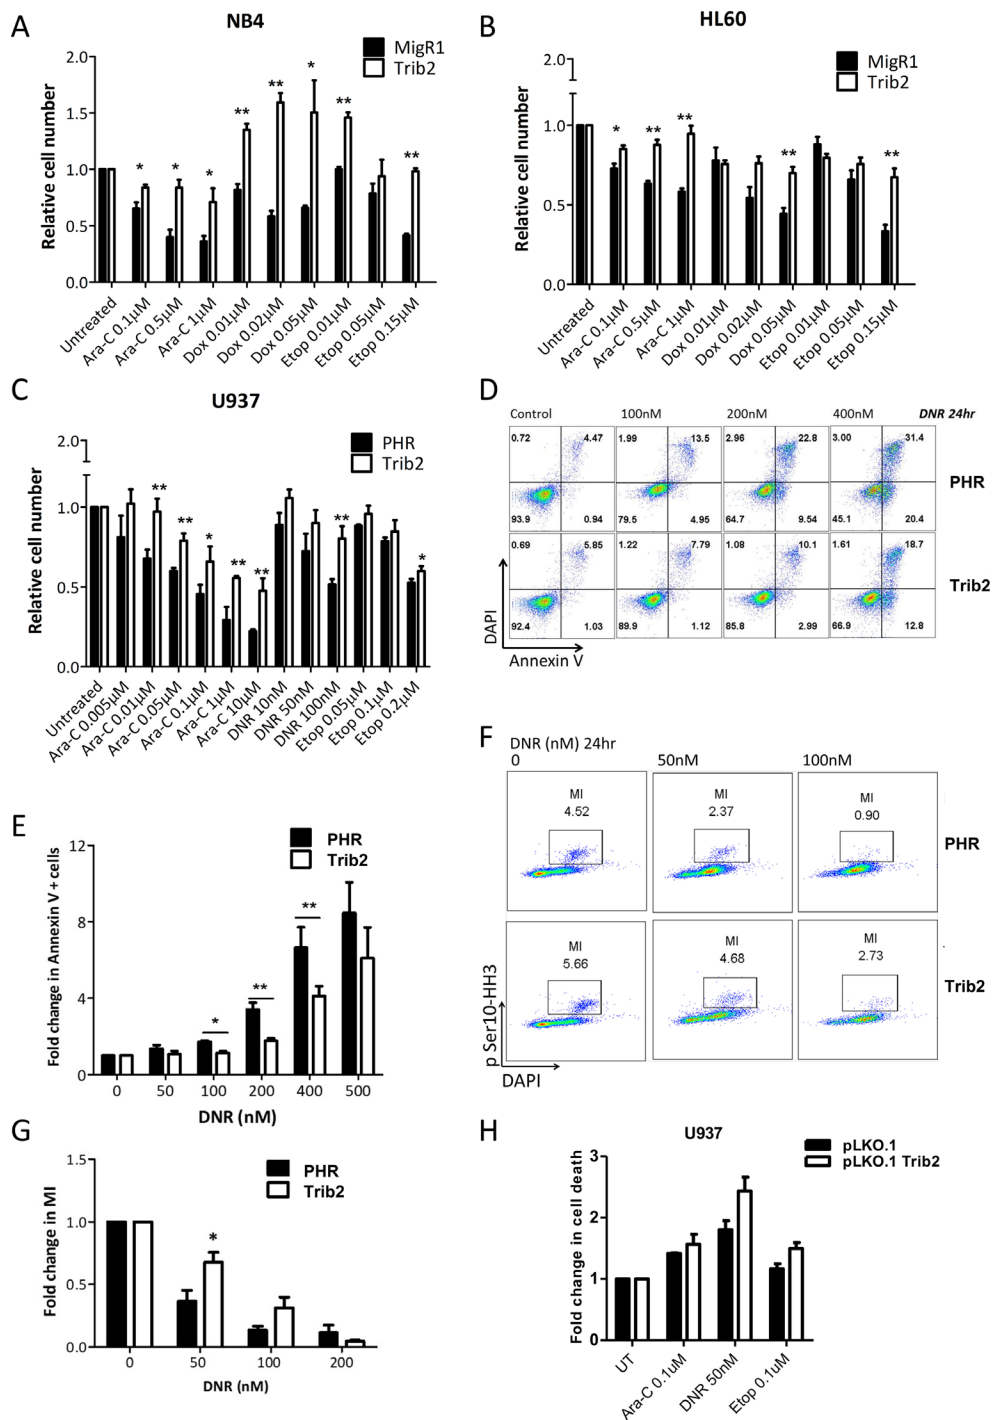 A
NB4
MigR1
Trib2
Relative cell number
2.0
1.5
1.0
0.5
0.0
* * * ** ** * ** **
Untreated
Ara-C 0.1µM
Ara-C 0.5µM
Ara-C 1µM
Dox 0.01µM
Dox 0.02µM
Dox 0.05µM
Etop 0.01µM
Etop 0.05µM
Etop 0.15µM
B
HL60
MigR1
Trib2
Relative cell number
2.0
1.0
0.5
0.0
* ** ** ** **
Untreated
Ara-C 0.1µM
Ara-C 0.5µM
Ara-C 1µM
Dox 0.01µM
Dox 0.02µM
Dox 0.05µM
Etop 0.01µM
Etop 0.05µM
Etop 0.15µM
C
U937
PHR
Trib2
Relative cell number
2.0
1.0
0.5
0.0
** ** * ** ** ** *
Untreated
Ara-C 0.005µM
Ara-C 0.01µM
Ara-C 0.05µM
Ara-C 0.1µM
Ara-C 1µM
Ara-C 10µM
DNR 10nM
DNR 50nM
DNR 100nM
Etop 0.05µM
Etop 0.1µM
Etop 0.2µM
D
Control 100nM 200nM 400nM DNR 24hr
0.72 4.47 1.99 13.5 2.96 22.8 3.00 31.4
PHR
93.9 0.94 79.5 4.95 64.7 9.54 45.1 20.4
0.69 5.85 1.22 7.79 1.08 10.1 1.61 18.7
Trib2
92.4 1.03 89.9 1.12 85.8 2.99 66.9 12.8
DAPI
Annexin V
E
PHR
Trib2
Fold change in Annexin V + cells
12
8
4
0
* ** **
0 50 100 200 400 500
DNR (nM)
F
DNR (nM) 24hr
0 50nM 100nM
MI MI MI
4.52 2.37 0.90
PHR
MI MI MI
5.66 4.68 2.73
Trib2
p Ser10-HH3
DAPI
G
PHR
Trib2
Fold change in MI
1.5
1.0
0.5
0.0
*
0 50 100 200
DNR (nM)
H
U937
pLKO.1
pLKO.1 Trib2
Fold change in cell death
3
2
1
0
UT
Ara-C 0.1uM
DNR 50nM
Etop 0.1uM